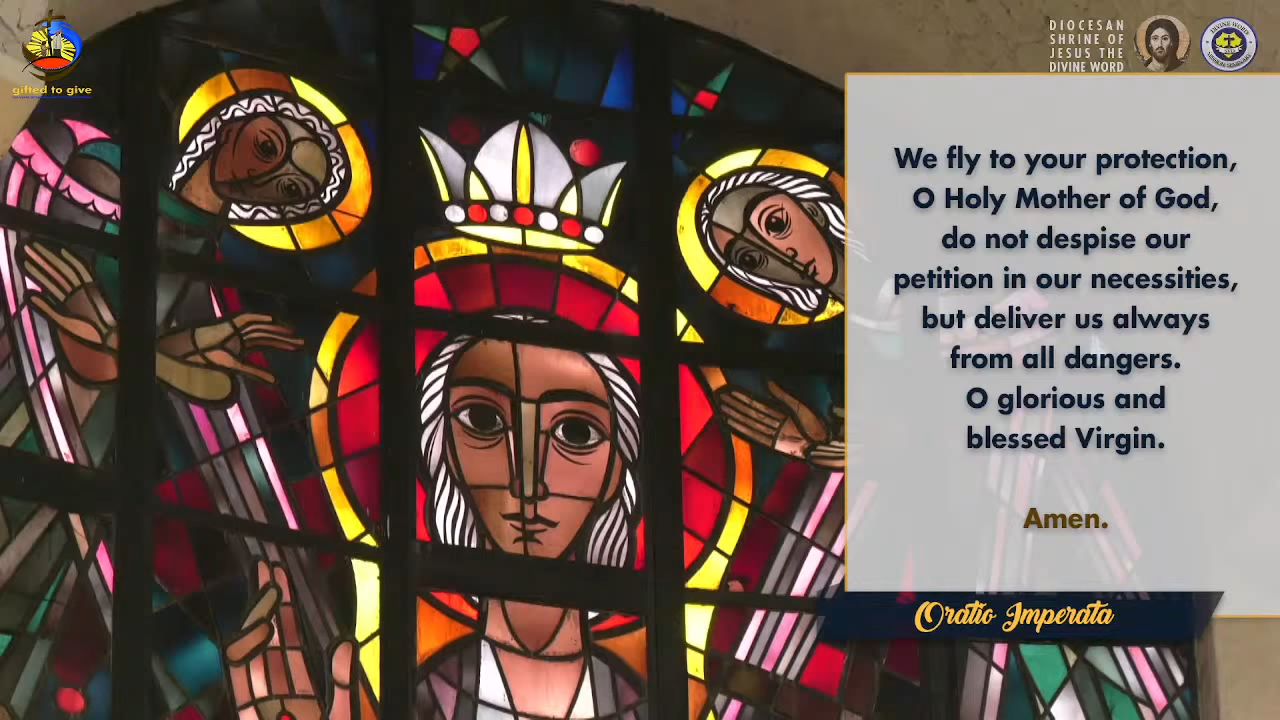 gifted to give
DIOCESAN
SHRINE OF
JESUS THE
DIVINE WORD
We fly to your protection,
O Holy Mother of God,
do not despise our
petition in our necessities,
but deliver us always
from all dangers.
O glorious and
blessed Virgin.
Amen.
Oratio Imperata